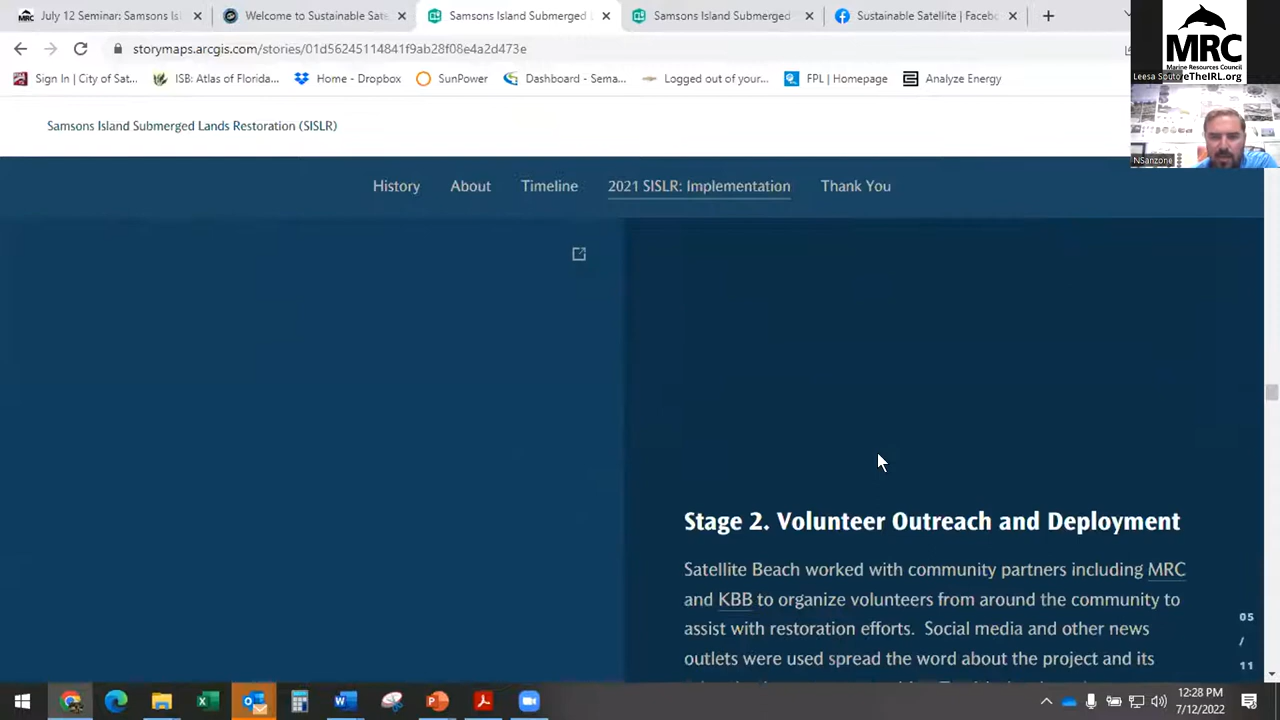 July 12 Seminar: Samsons Isl
Welcome to Sustainable Sate
Samsons Island Submerged
Samsons Island Submerged
Sustainable Satellite | Facebo
storymaps.arcgis.com/stories/01d56245114841f9ab28f08e4a2d473e
Sign In | City of Sat...
ISB: Atlas of Florida...
Home - Dropbox
SunPower
Dashboard - Sema...
Logged out of your...
FPL | Homepage
Analyze Energy
MRC
Marine Resources Council
Leesa Souto
reTheIRL.org
NSanzone
Samsons Island Submerged Lands Restoration (SISLR)
History
About
Timeline
2021 SISLR: Implementation
Thank You
Stage 2. Volunteer Outreach and Deployment
Satellite Beach worked with community partners including MRC
and KBB to organize volunteers from around the community to
assist with restoration efforts. Social media and other news
outlets were used spread the word about the project and its
05
/
11
12:28 PM
7/12/2022